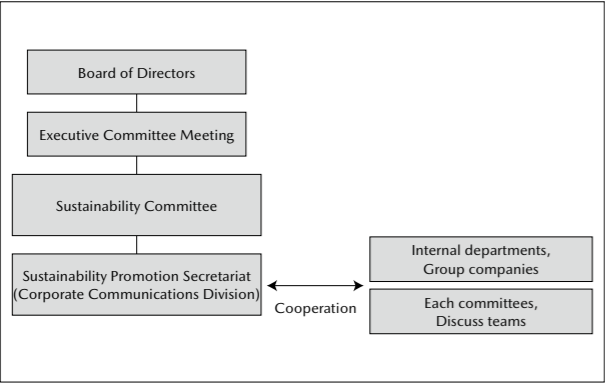 Board of Directors
Executive Committee Meeting
Sustainability Committee
Sustainability Promotion Secretariat
(Corporate Communications Division)
Cooperation
Internal departments,
Group companies
Each committees,
Discuss teams